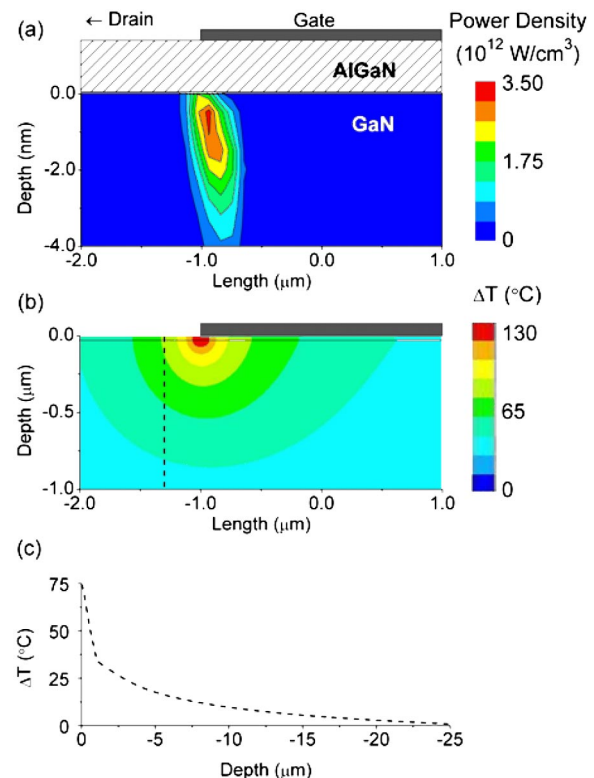 (a)
← Drain
Gate
Power Density
(10¹² W/cm³)
AlGaN
GaN
3.50
1.75
0
0.0
-2.0
-4.0
Depth (nm)
-2.0 -1.0 0.0 1.0
Length (μm)
(b)
ΔT (°C)
130
65
0
0.0
-0.5
-1.0
Depth (μm)
-2.0 -1.0 0.0 1.0
Length (μm)
(c)
75
50
25
0
ΔT (°C)
0 -5 -10 -15 -20 -25
Depth (μm)